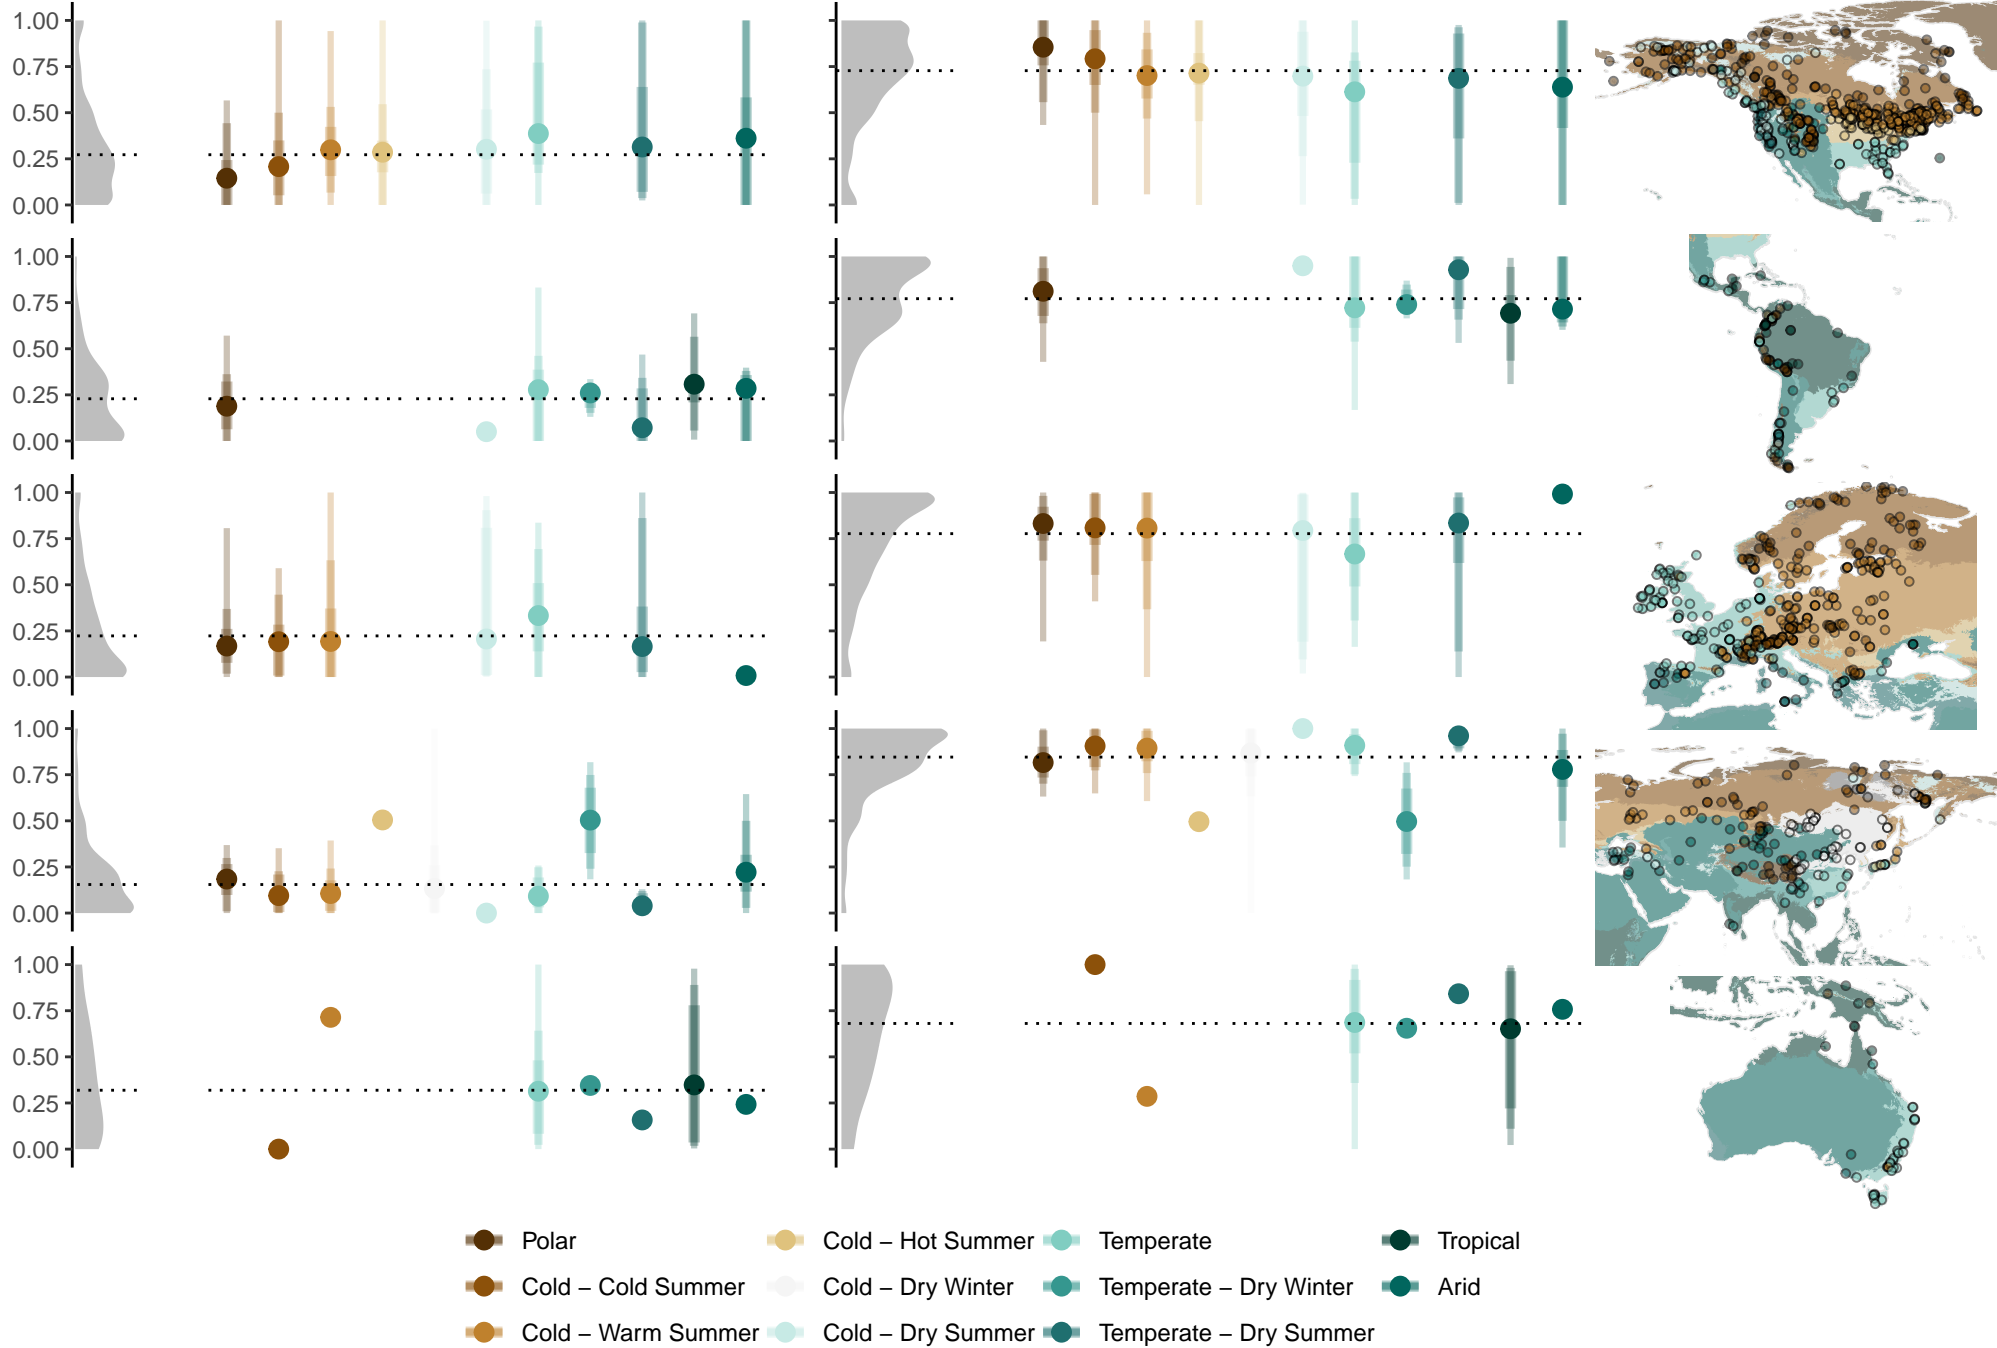 1.00
0.75
0.50
0.25
0.00
1.00
0.75
0.50
0.25
0.00
1.00
0.75
0.50
0.25
0.00
1.00
0.75
0.50
0.25
0.00
1.00
0.75
0.50
0.25
0.00
Polar
Cold – Hot Summer
Temperate
Tropical
Cold – Cold Summer
Cold – Dry Winter
Temperate – Dry Winter
Arid
Cold – Warm Summer
Cold – Dry Summer
Temperate – Dry Summer